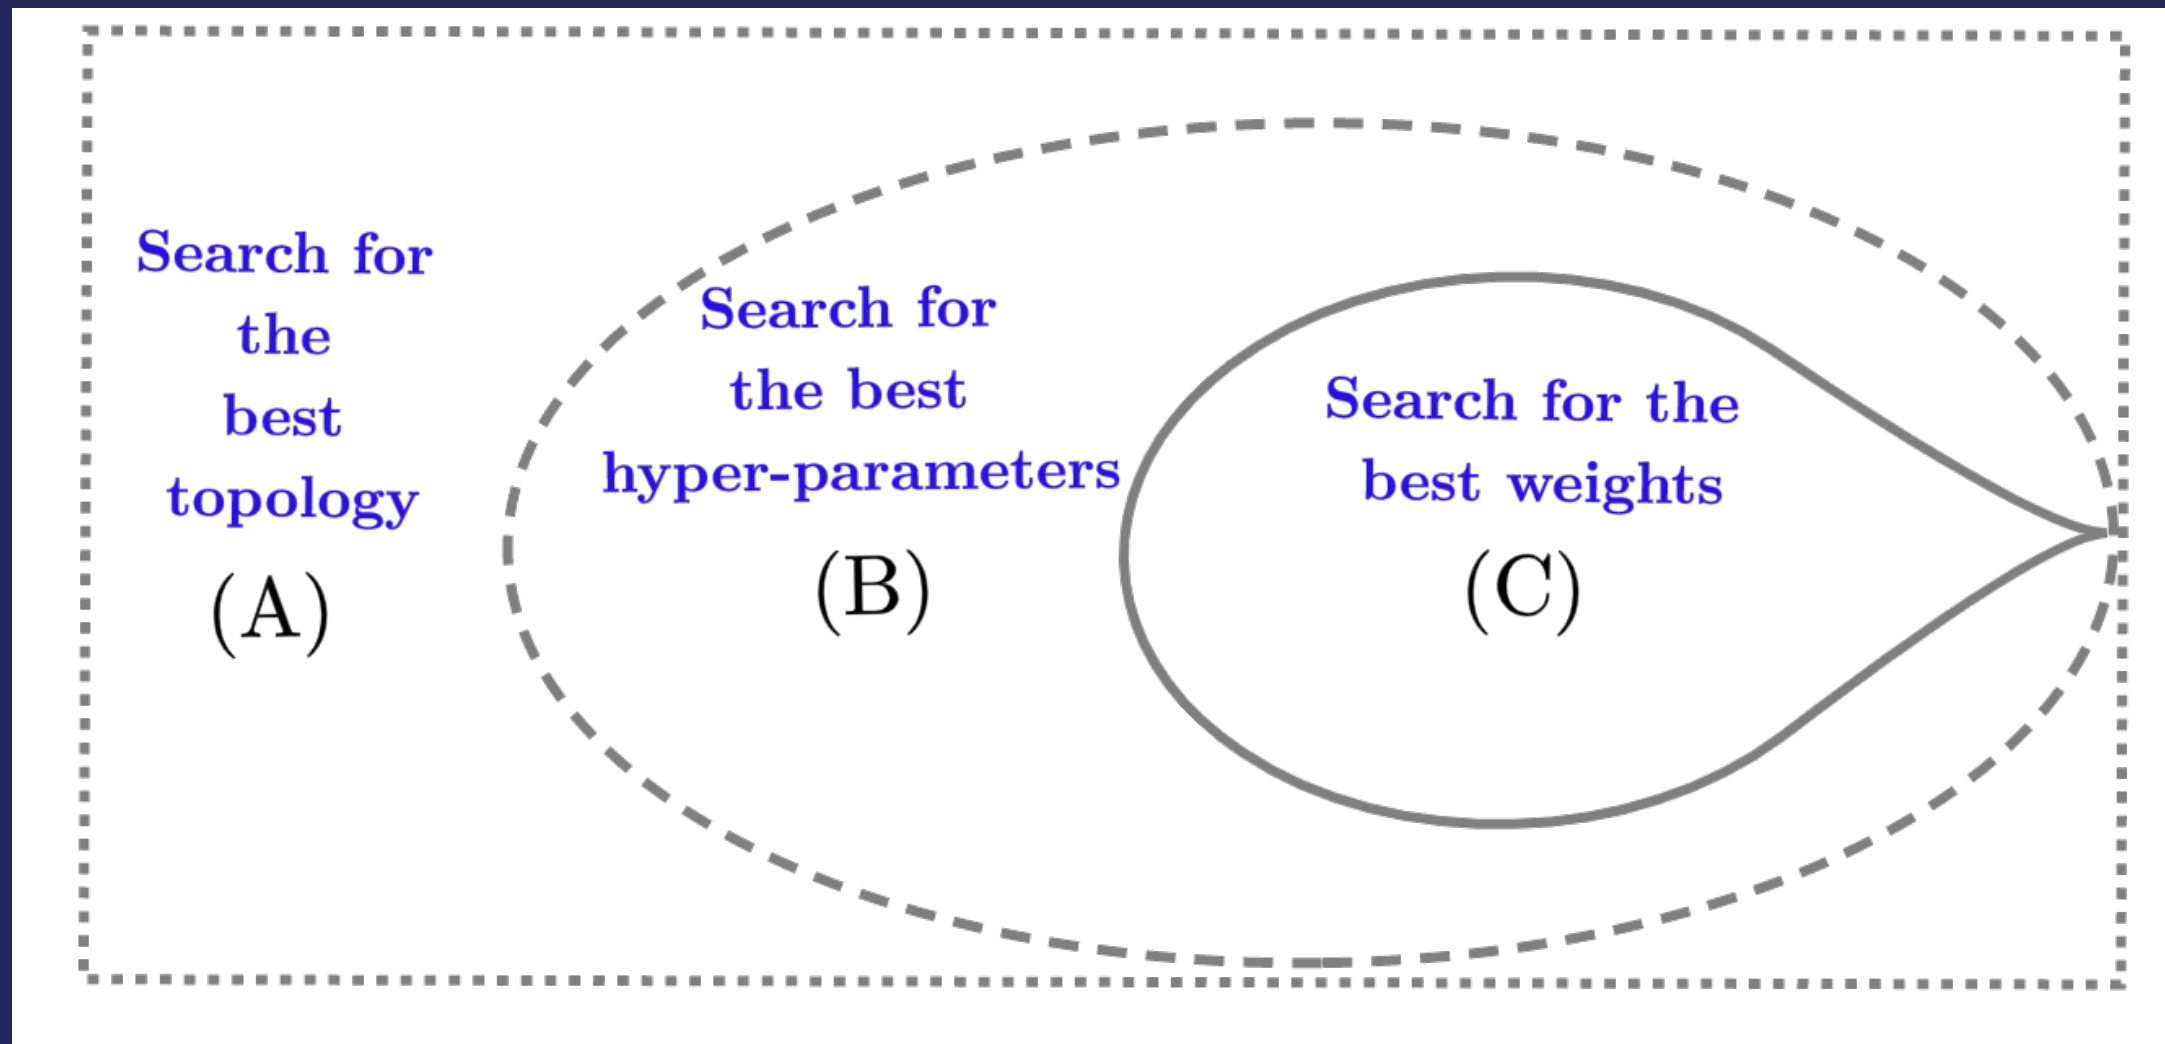 Search for
the
best
topology
(A)
Search for
the best
hyper-parameters
(B)
Search for the
best weights
(C)